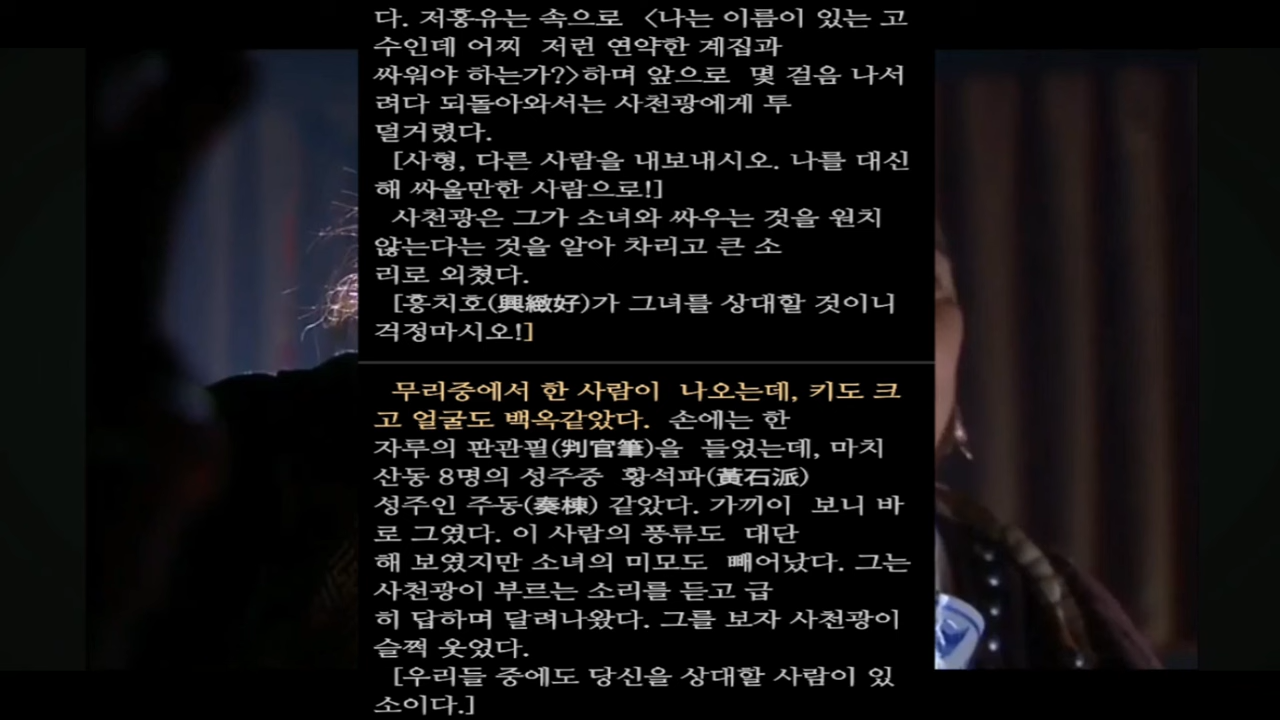 다. 저홍유는 속으로 〈나는 이름이 있는 고
수인데 어찌 저런 연약한 계집과
싸워야 하는가?〉하며 앞으로 몇 걸음 나서
려다 되돌아와서는 사천광에게 투
덜거렸다.
[사형, 다른 사람을 내보내시오. 나를 대신
해 싸울만한 사람으로!]
사천광은 그가 소녀와 싸우는 것을 원치
않는다는 것을 알아 차리고 큰 소
리로 외쳤다.
[홍치호(興緻好)가 그녀를 상대할 것이니
걱정마시오!]
무리중에서 한 사람이 나오는데, 키도 크
고 얼굴도 백옥같았다. 손에는 한
자루의 판관필(判官筆)을 들었는데, 마치
산동 8명의 성주중 황석파(黃石派)
성주인 주동(奏棟) 같았다. 가끼이 보니 바
로 그였다. 이 사람의 풍류도 대단
해 보였지만 소녀의 미모도 빼어났다. 그는
사천광이 부르는 소리를 듣고 급
히 답하며 달려나왔다. 그를 보자 사천광이
슬쩍 웃었다.
[우리들 중에도 당신을 상대할 사람이 있
소이다.]